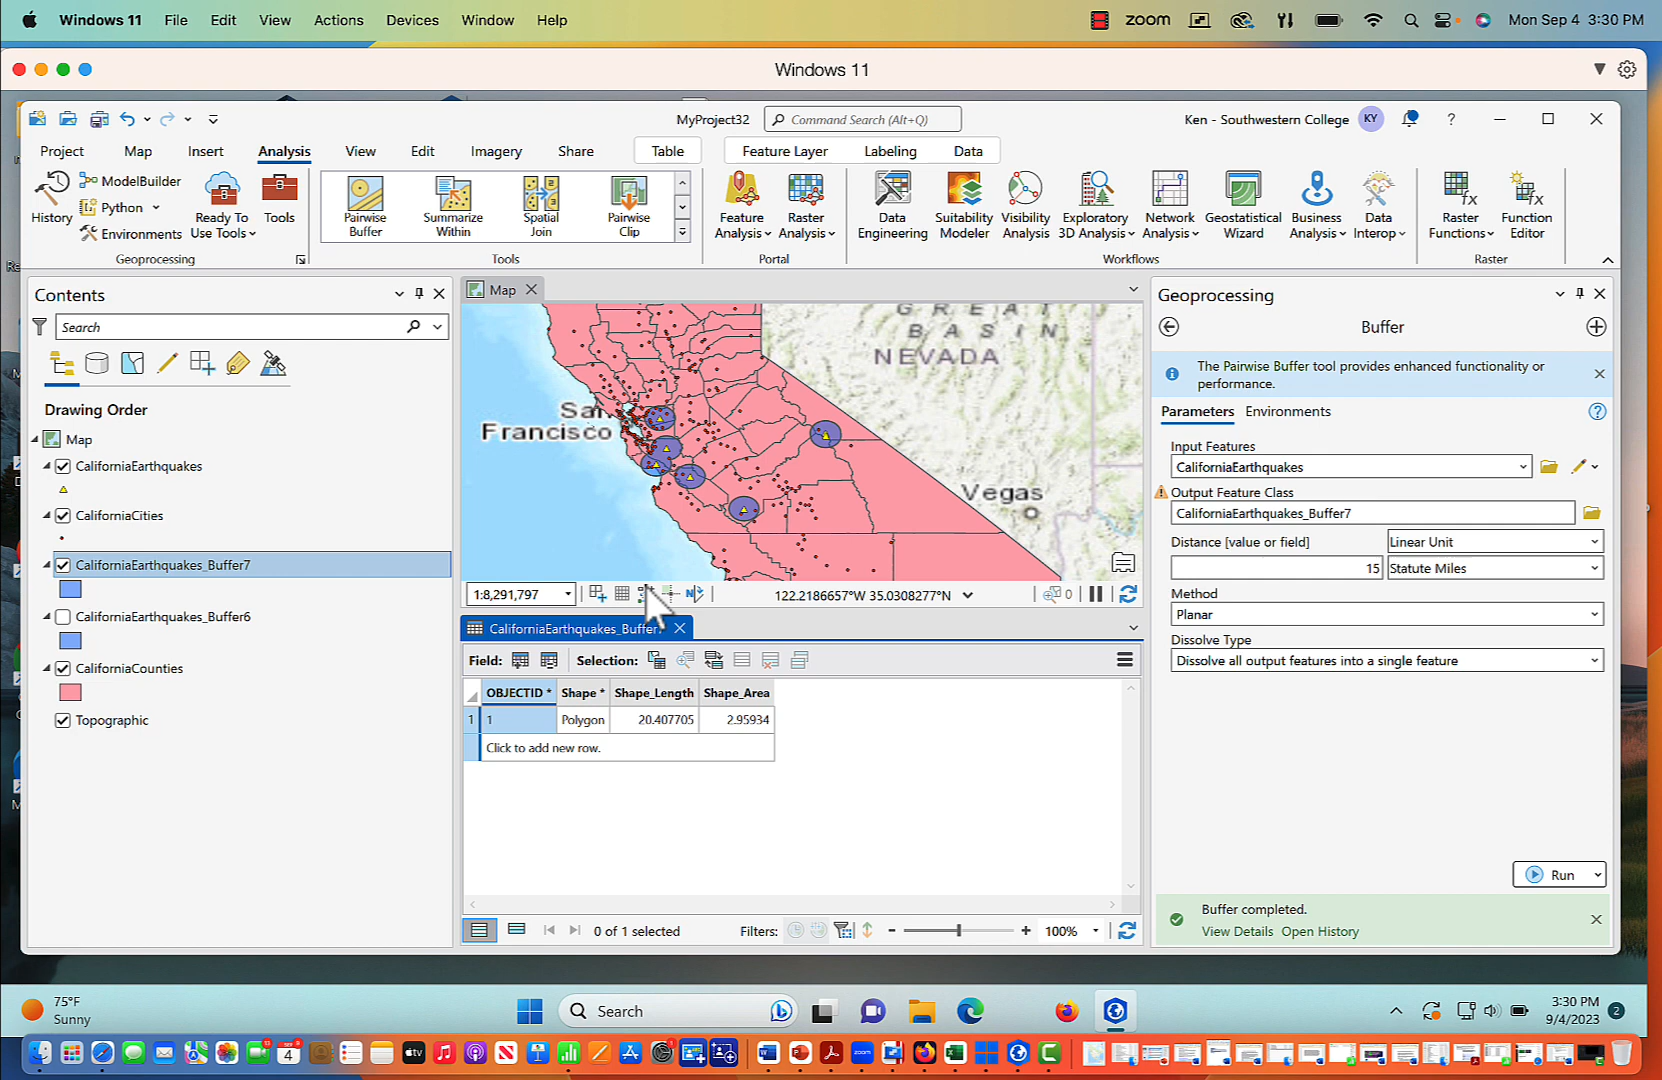 Windows 11 File Edit View Actions Devices Window Help zoom Mon Sep 4 3:30 PM
Windows 11
MyProject32 Command Search (Alt+Q) Ken - Southwestern College KY ?
Project Map Insert Analysis View Edit Imagery Share Table Feature Layer Labeling Data
History
ModelBuilder
Python
Environments
Ready To
Use Tools
Tools
Geoprocessing
Pairwise
Buffer
Summarize
Within
Spatial
Join
Pairwise
Clip
Tools
Feature
Analysis
Raster
Analysis
Portal
Data
Engineering
Suitability
Modeler
Visibility
Analysis
Exploratory
3D Analysis
Network
Analysis
Geostatistical
Wizard
Business
Analysis
Data
Interop
Workflows
Raster
Functions
Function
Editor
Raster
Contents
Search
Drawing Order
Map
CaliforniaEarthquakes
CaliforniaCities
CaliforniaEarthquakes_Buffer7
CaliforniaEarthquakes_Buffer6
CaliforniaCounties
Topographic
Map
GREAT
BASIN
NEVADA
San
Francisco
Vegas
1:8,291,797 122.2186657°W 35.0308277°N 0
CaliforniaEarthquakes_Buffer
Field: Selection:
OBJECTID * Shape * Shape_Length Shape_Area
1 1 Polygon 20.407705 2.95934
Click to add new row.
0 of 1 selected Filters: 100%
Geoprocessing
Buffer
The Pairwise Buffer tool provides enhanced functionality or
performance.
Parameters Environments ?
Input Features
CaliforniaEarthquakes
Output Feature Class
CaliforniaEarthquakes_Buffer7
Distance [value or field] Linear Unit
15 Statute Miles
Method
Planar
Dissolve Type
Dissolve all output features into a single feature
Run
Buffer completed.
View Details Open History
75°F
Sunny
Search
3:30 PM
9/4/2023 2